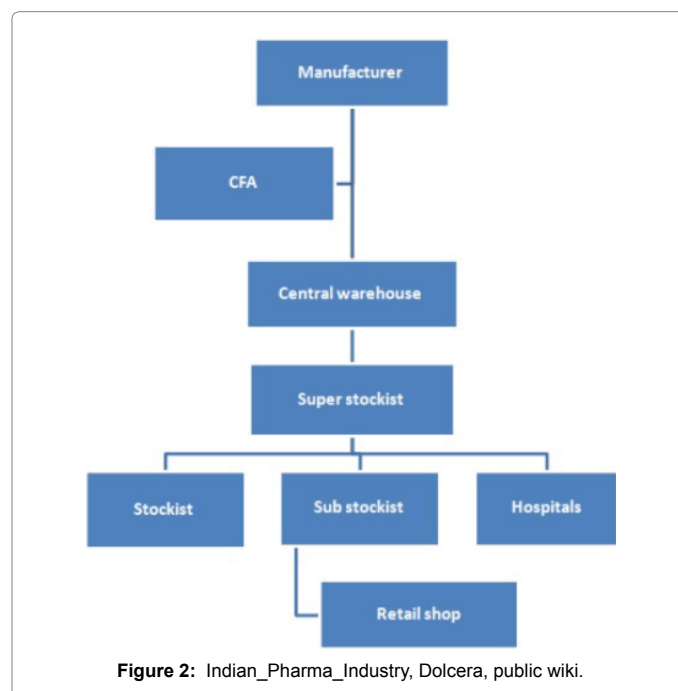 Manufacturer
CFA
Central warehouse
Super stockist
Stockist
Sub stockist
Hospitals
Retail shop
Figure 2: Indian_Pharma_Industry, Dolcera, public wiki.